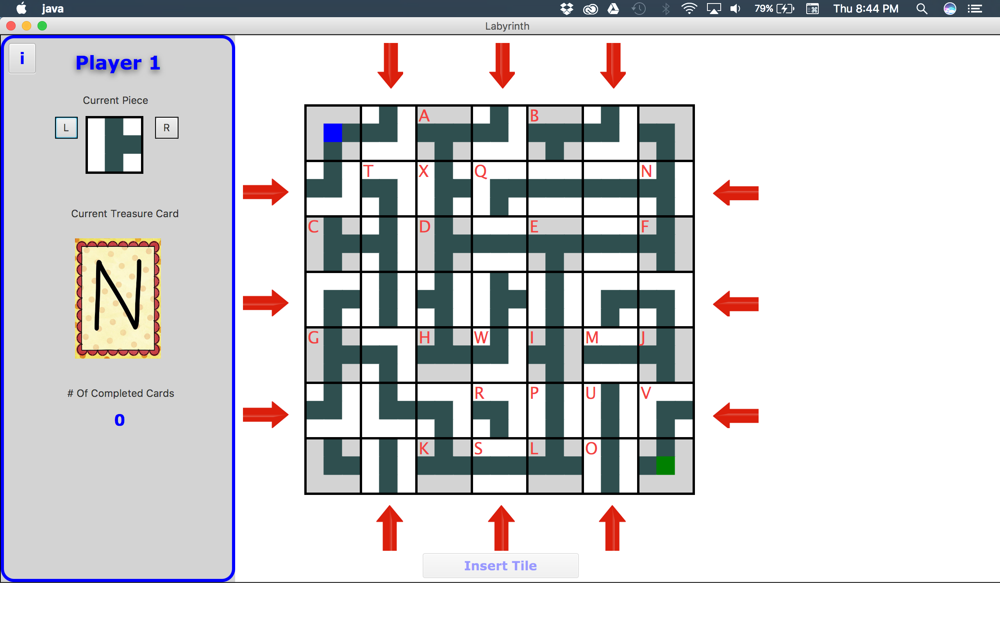 java 79% Thu 8:44 PM
Labyrinth
i
Player 1
Current Piece
L R
Current Treasure Card
N
# Of Completed Cards
0
A B
T X Q N
C D E F
G H W I M J
R P U V
K S L O
Insert Tile